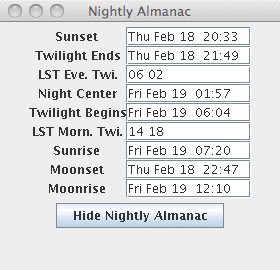 Nightly Almanac
Sunset Thu Feb 18 20:33
Twilight Ends Thu Feb 18 21:49
LST Eve. Twi. 06 02
Night Center Fri Feb 19 01:57
Twilight Begins Fri Feb 19 06:04
LST Morn. Twi. 14 18
Sunrise Fri Feb 19 07:20
Moonset Thu Feb 18 22:47
Moonrise Fri Feb 19 12:10
Hide Nightly Almanac